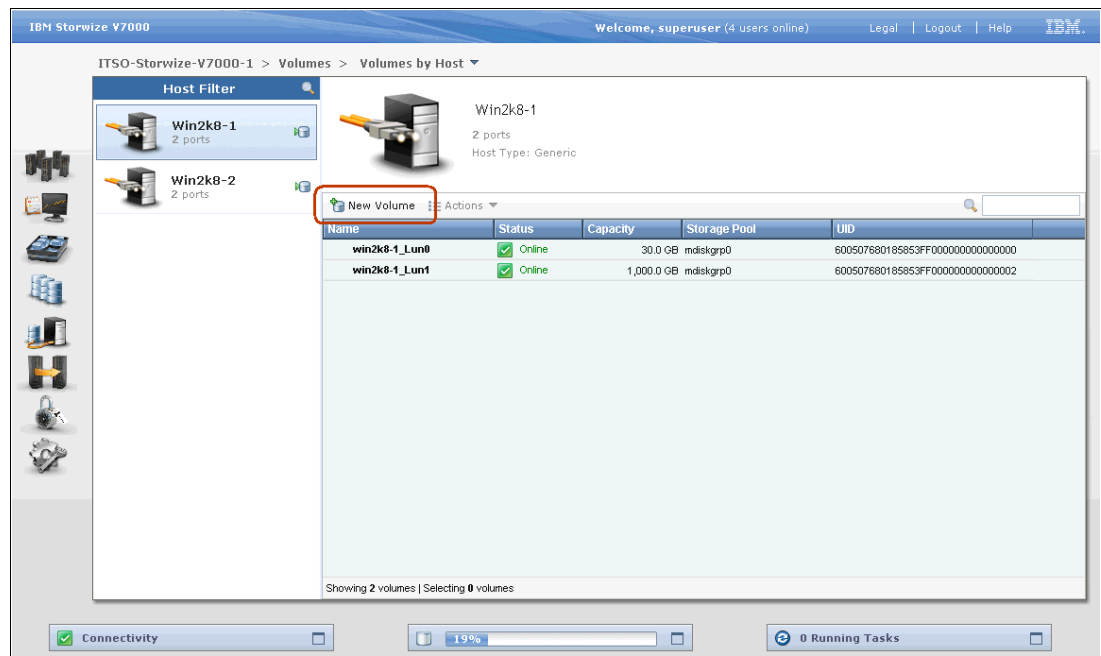 IBM Storwize V7000
Welcome, superuser (4 users online)
Legal | Logout | Help
IBM.
ITSO-Storwize-V7000-1 > Volumes > Volumes by Host
Host Filter
Win2k8-1
2 ports
Win2k8-2
2 ports
Win2k8-1
2 ports
Host Type: Generic
New Volume
Actions
Name Status Capacity Storage Pool UID
win2k8-1_Lun0 Online 30.0 GB mdiskgrp0 600507680185853FF000000000000000
win2k8-1_Lun1 Online 1,000.0 GB mdiskgrp0 600507680185853FF000000000000002
Showing 2 volumes | Selecting 0 volumes
Connectivity
19%
0 Running Tasks